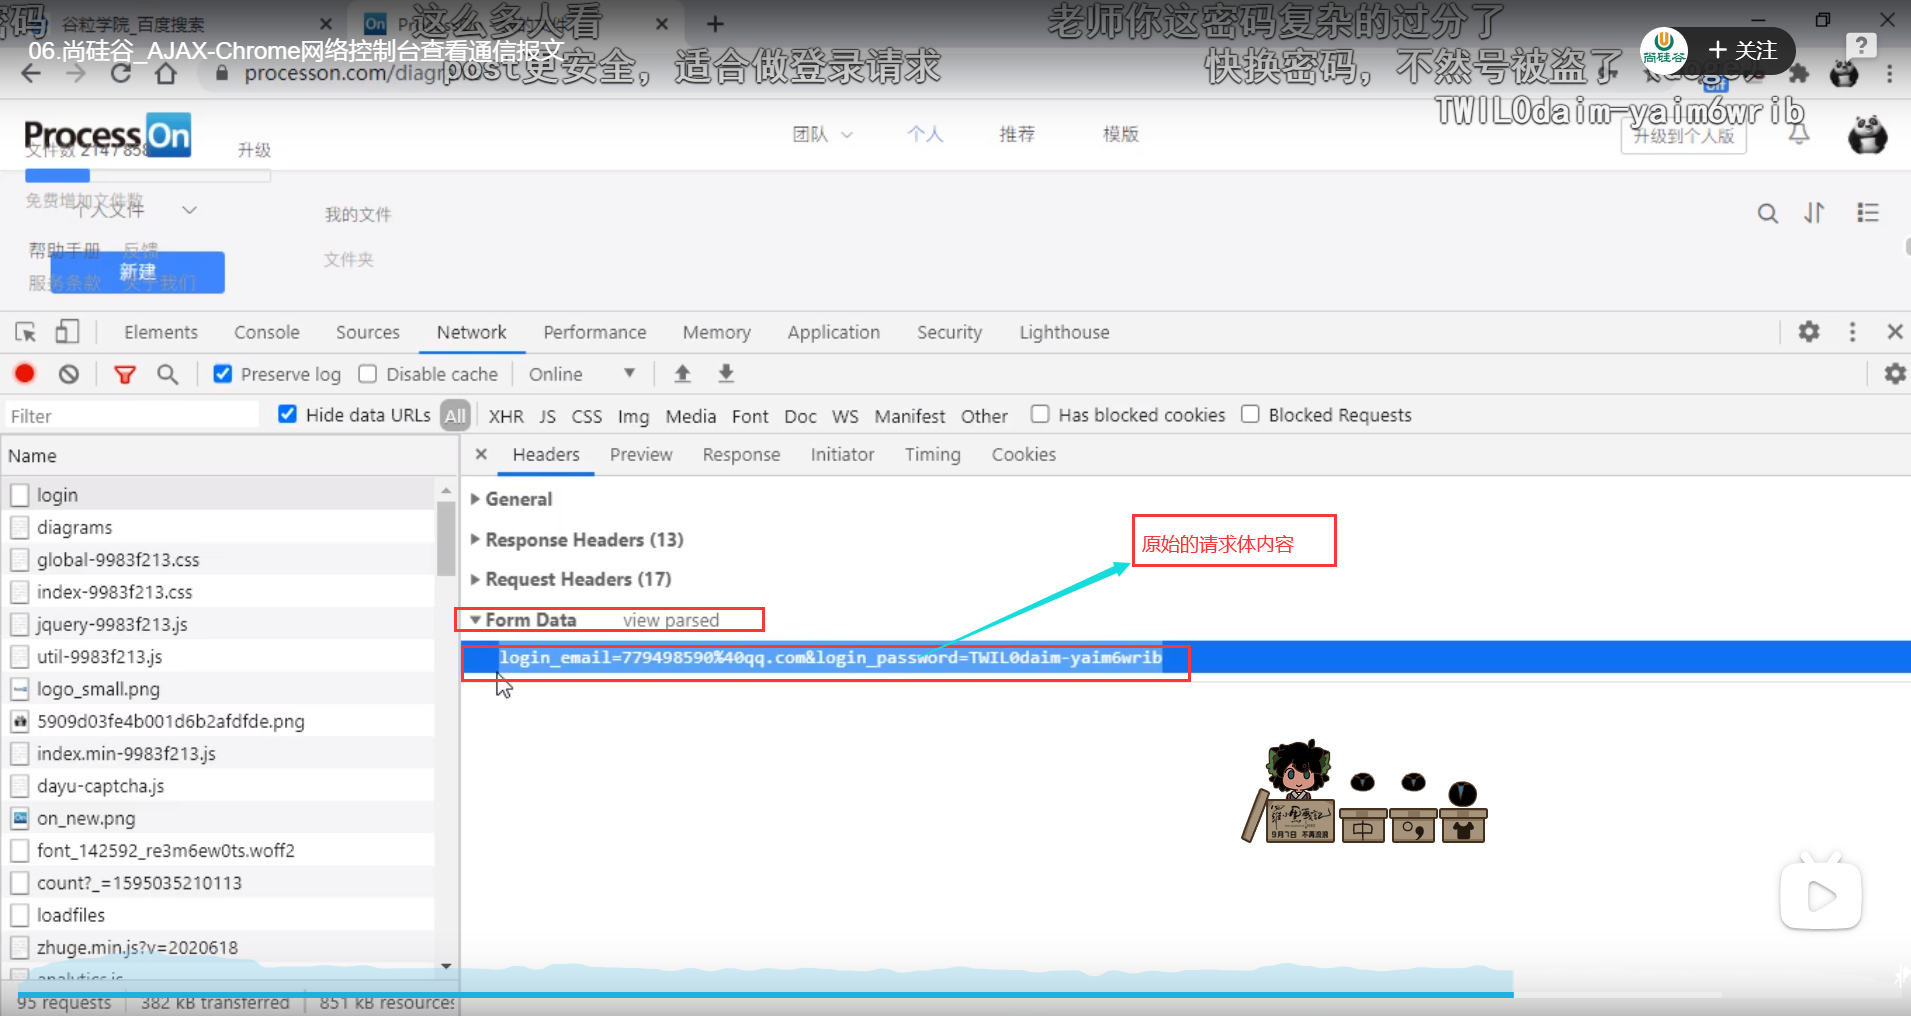 密码
谷粒学院_百度搜索
这么多人看
老师你这密码复杂的过分了
06.尚硅谷_AJAX-Chrome网络控制台查看通信报文
尚硅谷
+ 关注
processon.com/diagr
post更安全，适合做登录请求
快换密码，不然号被盗了
TWIL0daim-yaim6wrib
ProcessOn
文件数 214 / 858
升级
团队
个人
推荐
模版
升级到个人版
免费增加文件数
个人文件
我的文件
帮助手册 反馈
文件夹
新建
服务条款 关于我们
Elements Console Sources Network Performance Memory Application Security Lighthouse
Preserve log Disable cache Online
Filter Hide data URLs All XHR JS CSS Img Media Font Doc WS Manifest Other Has blocked cookies Blocked Requests
Name
× Headers Preview Response Initiator Timing Cookies
login
diagrams
global-9983f213.css
index-9983f213.css
jquery-9983f213.js
util-9983f213.js
logo_small.png
5909d03fe4b001d6b2afdfde.png
index.min-9983f213.js
dayu-captcha.js
on_new.png
font_142592_re3m6ew0ts.woff2
count?_=1595035210113
loadfiles
zhuge.min.js?v=2020618
analytics.js
95 requests 382 kB transferred 851 kB resources
General
Response Headers (13)
Request Headers (17)
Form Data view parsed
login_email=779498590%40qq.com&login_password=TWIL0daim-yaim6wrib
原始的请求体内容
9月7日 不再流浪
中